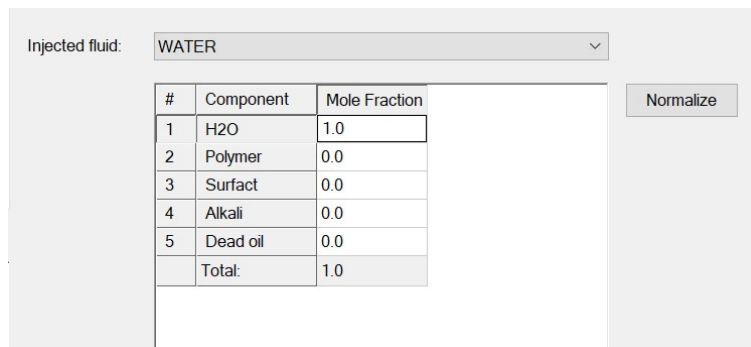 Injected fluid: WATER
# Component Mole Fraction Normalize
1 H2O 1.0
2 Polymer 0.0
3 Surfact 0.0
4 Alkali 0.0
5 Dead oil 0.0
Total: 1.0